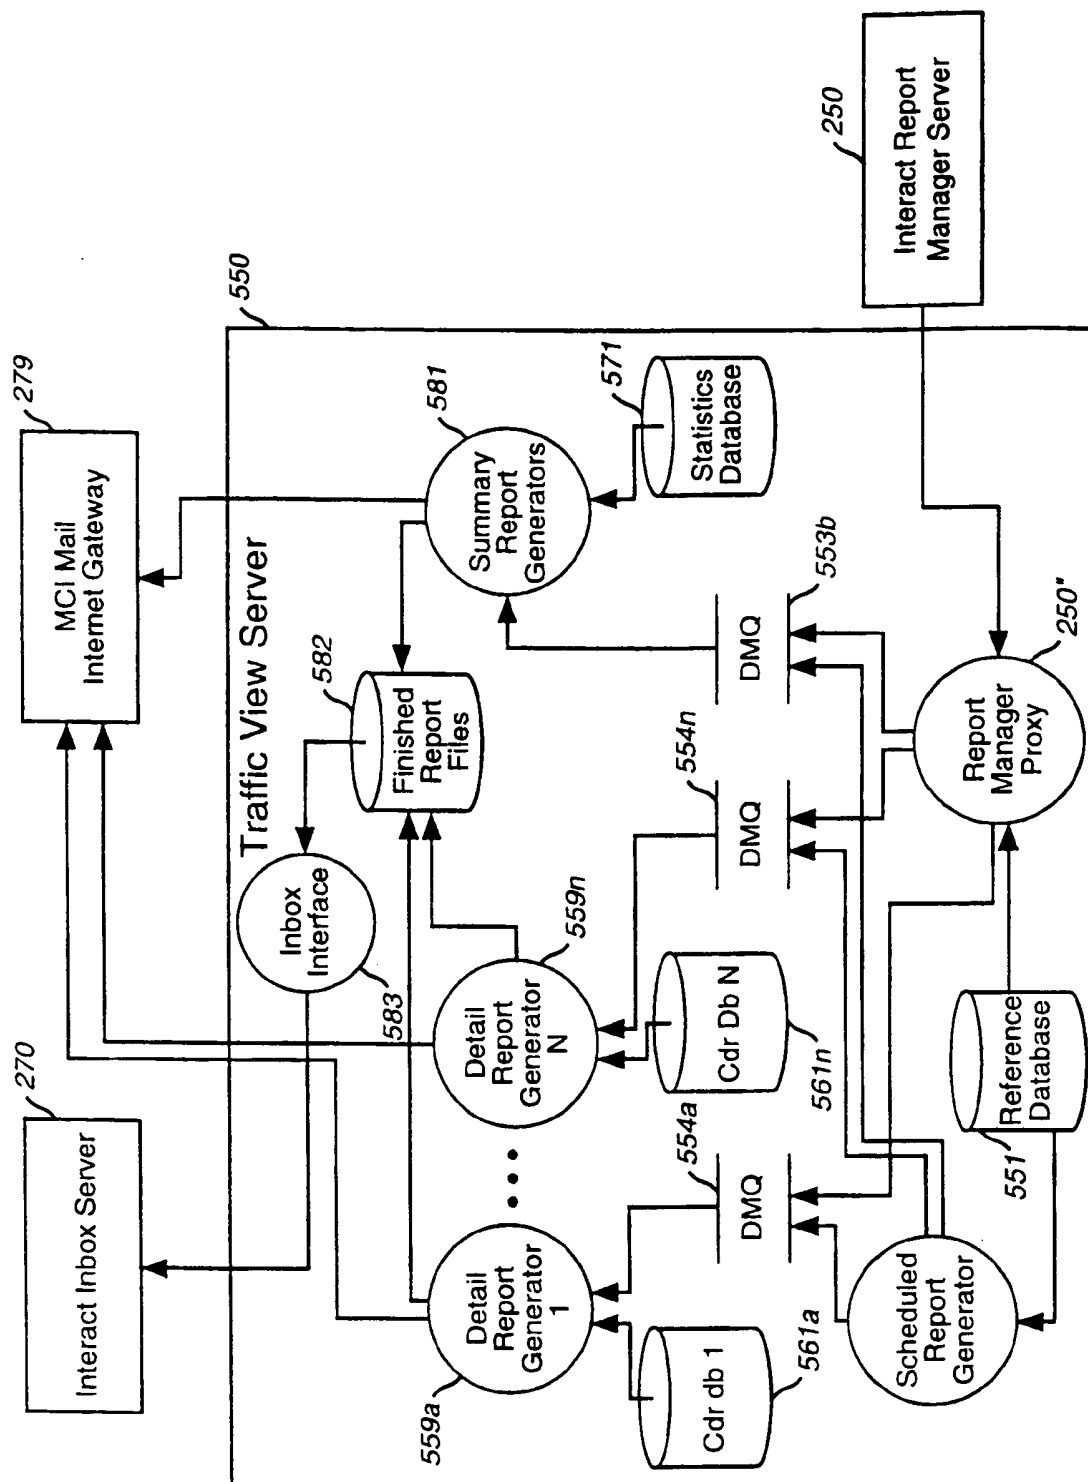 270
Interact Inbox Server
279
MCI Mail
Internet Gateway
550
Traffic View Server
583
Inbox
Interface
582
Finished
Report
Files
559a
Detail
Report
Generator
1
559n
Detail
Report
Generator
N
581
Summary
Report
Generators
561a
Cdr db 1
554a
DMQ
561n
Cdr Db N
554n
DMQ
553b
DMQ
571
Statistics
Database
Scheduled
Report
Generator
551
Reference
Database
250"
Report
Manager
Proxy
250
Interact Report
Manager Server